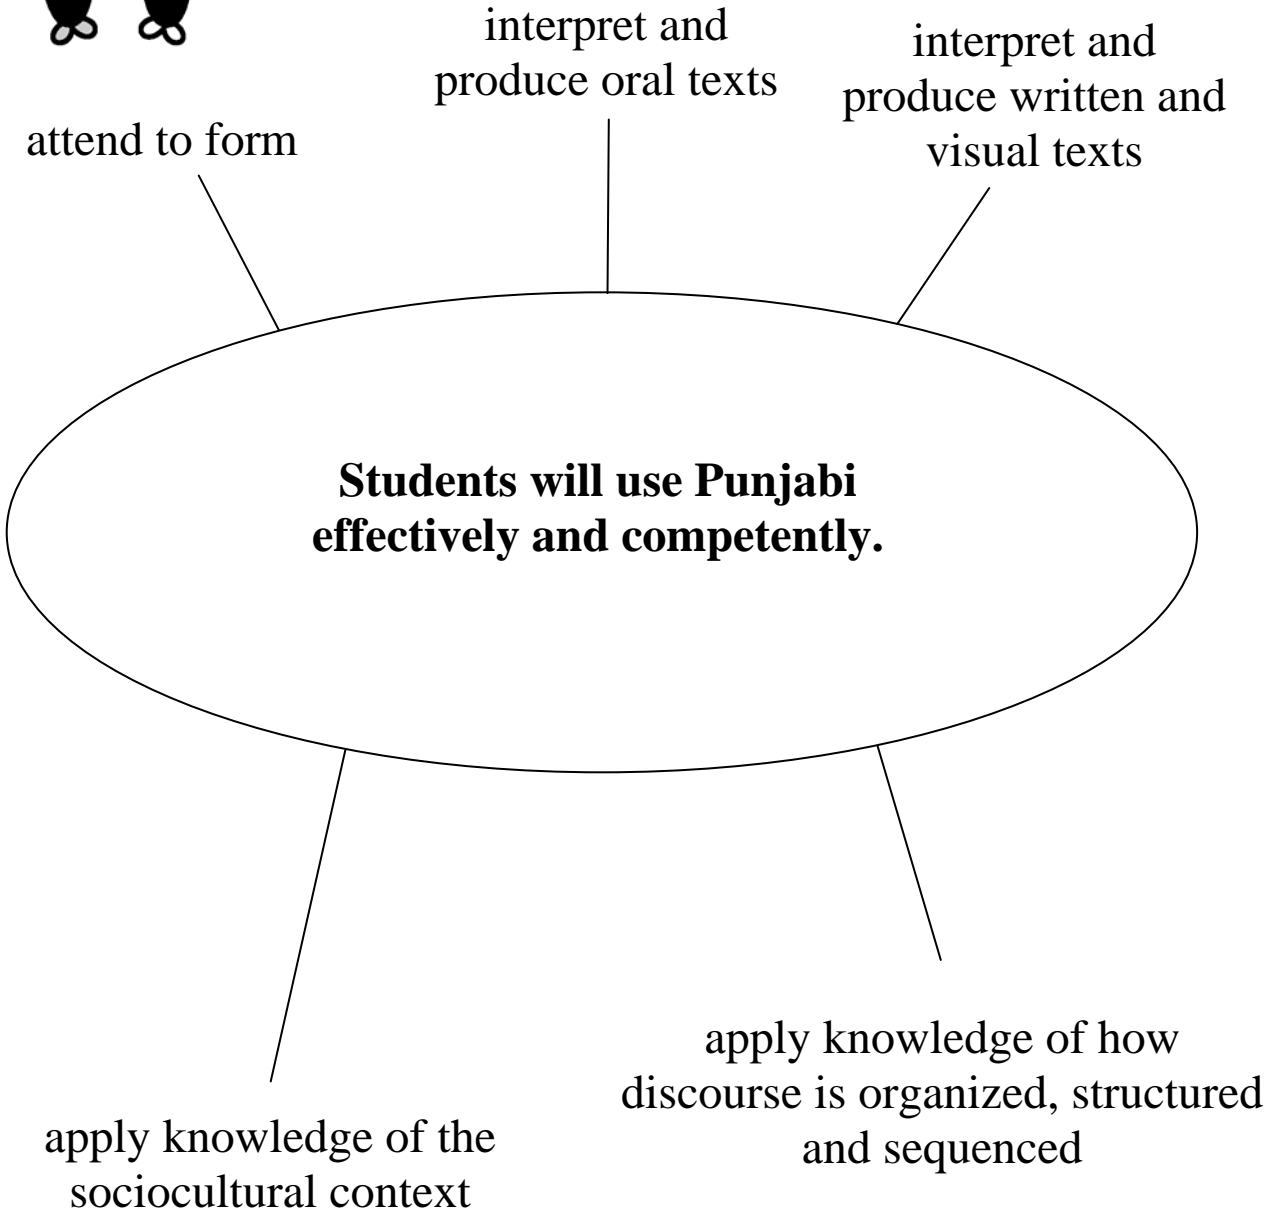 interpret and
produce oral texts
interpret and
produce written and
visual texts
attend to form
Students will use Punjabi
effectively and competently.
apply knowledge of how
discourse is organized, structured
and sequenced
apply knowledge of the
sociocultural context